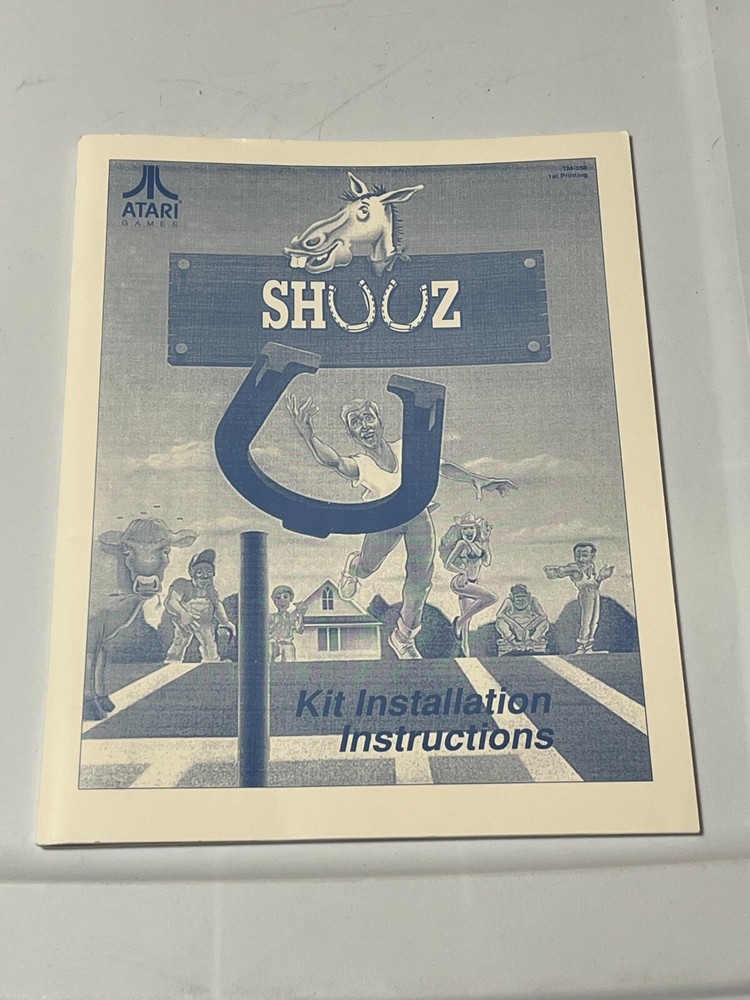 ATARI®
GAMES
TM-358
1st Printing
SHUUZ
Kit Installation
Instructions